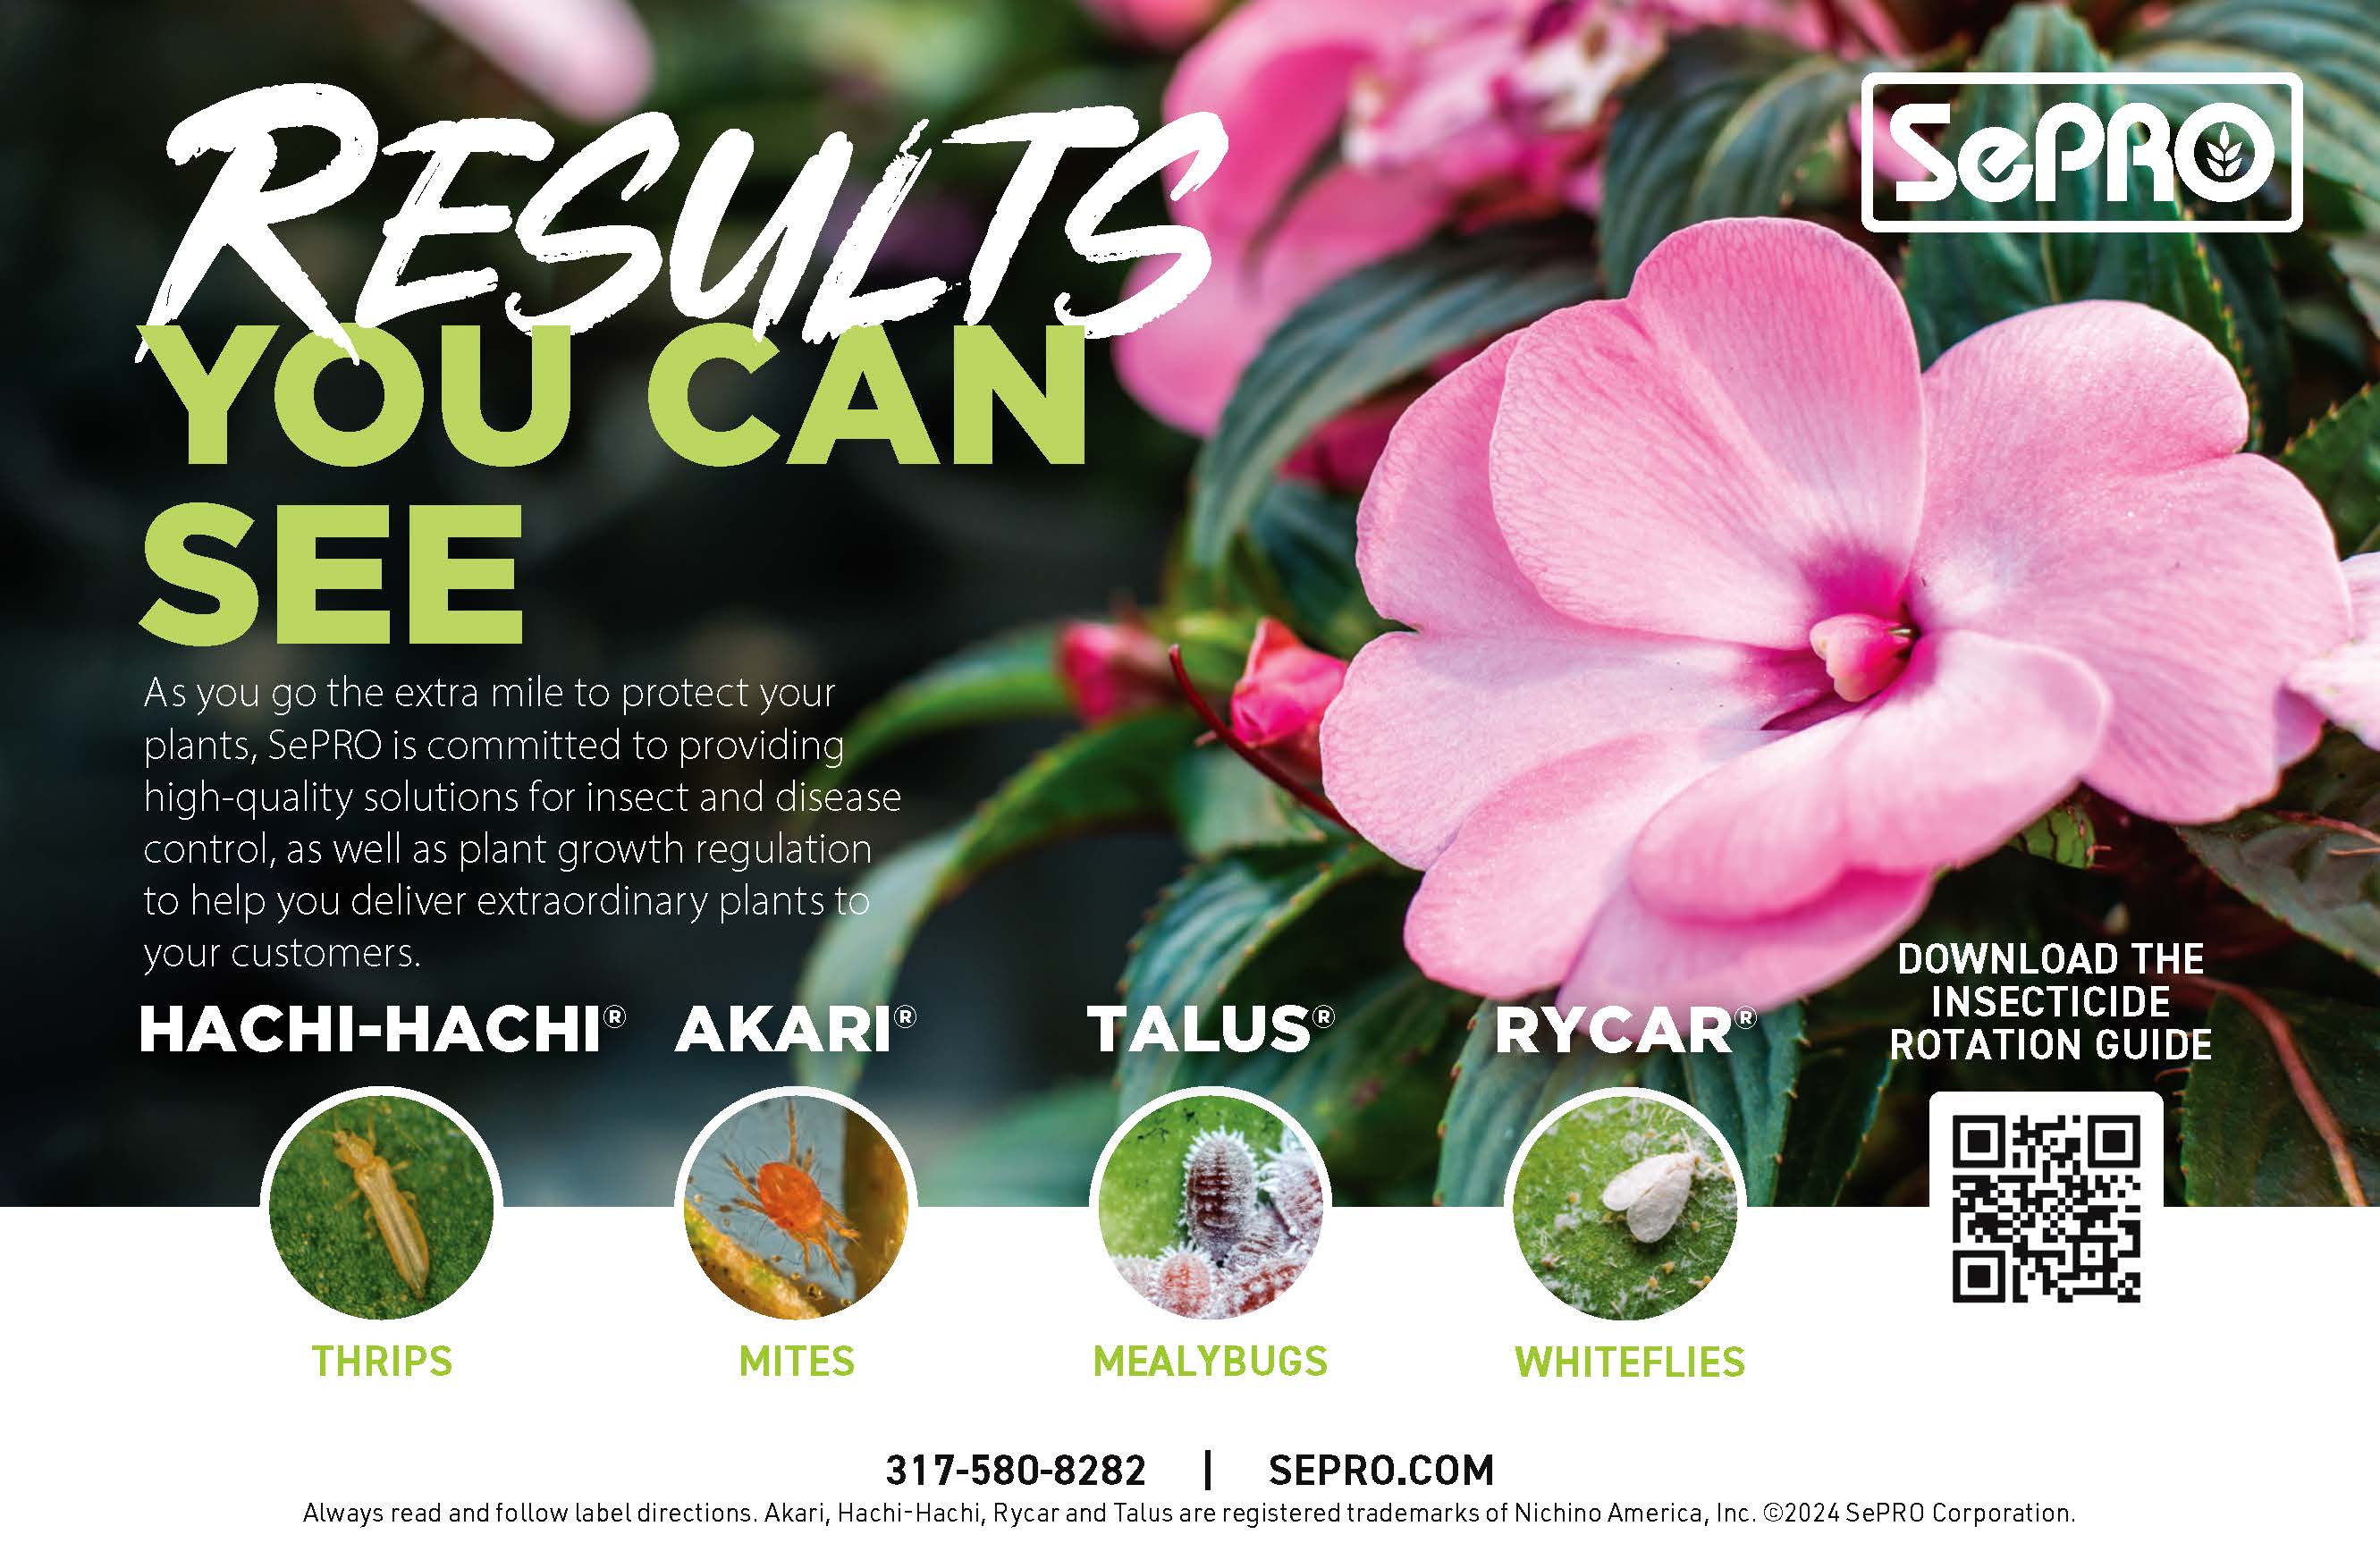 RESULTS
YOU CAN
SEE
SePRO
As you go the extra mile to protect your
plants, SePRO is committed to providing
high-quality solutions for insect and disease
control, as well as plant growth regulation
to help you deliver extraordinary plants to
your customers.
HACHI-HACHI® AKARI® TALUS® RYCAR®
DOWNLOAD THE
INSECTICIDE
ROTATION GUIDE
THRIPS MITES MEALYBUGS WHITEFLIES
317-580-8282 | SEPRO.COM
Always read and follow label directions. Akari, Hachi-Hachi, Rycar and Talus are registered trademarks of Nichino America, Inc. ©2024 SePRO Corporation.